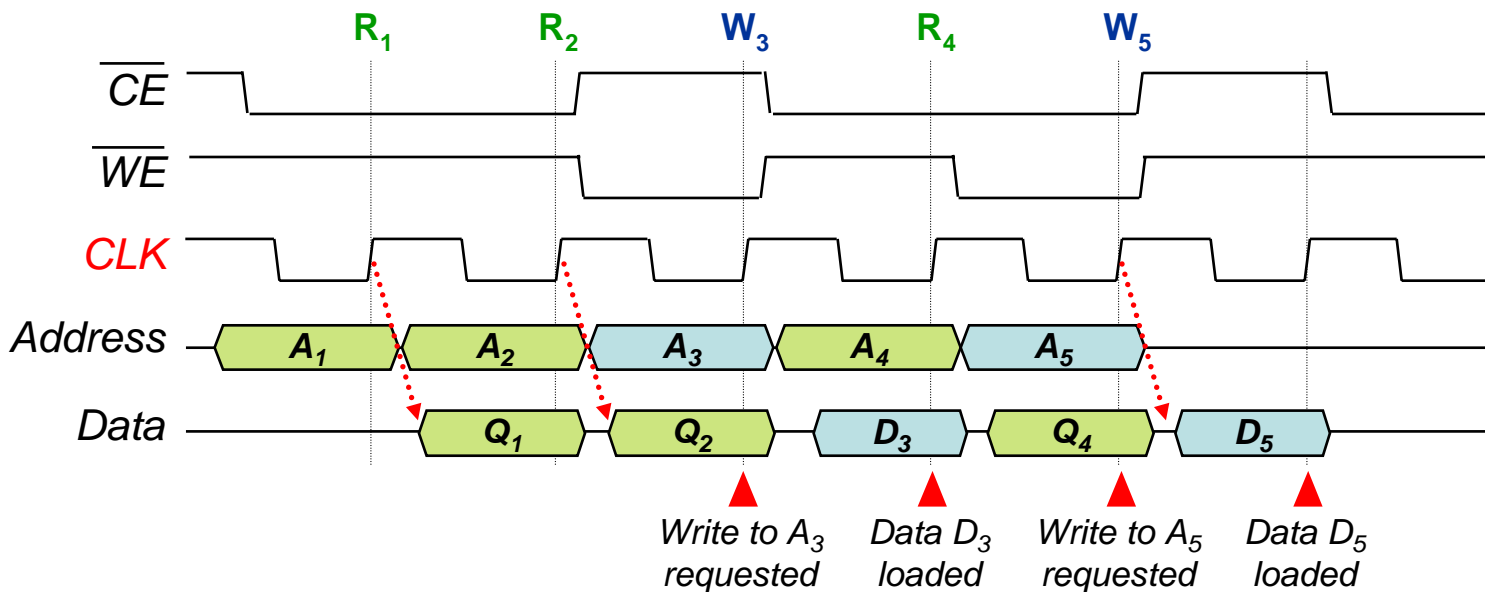 R₁ R₂ W₃ R₄ W₅
CE
WE
CLK
Address A₁ A₂ A₃ A₄ A₅
Data Q₁ Q₂ D₃ Q₄ D₅
Write to A₃ Data D₃ Write to A₅ Data D₅
requested loaded requested loaded